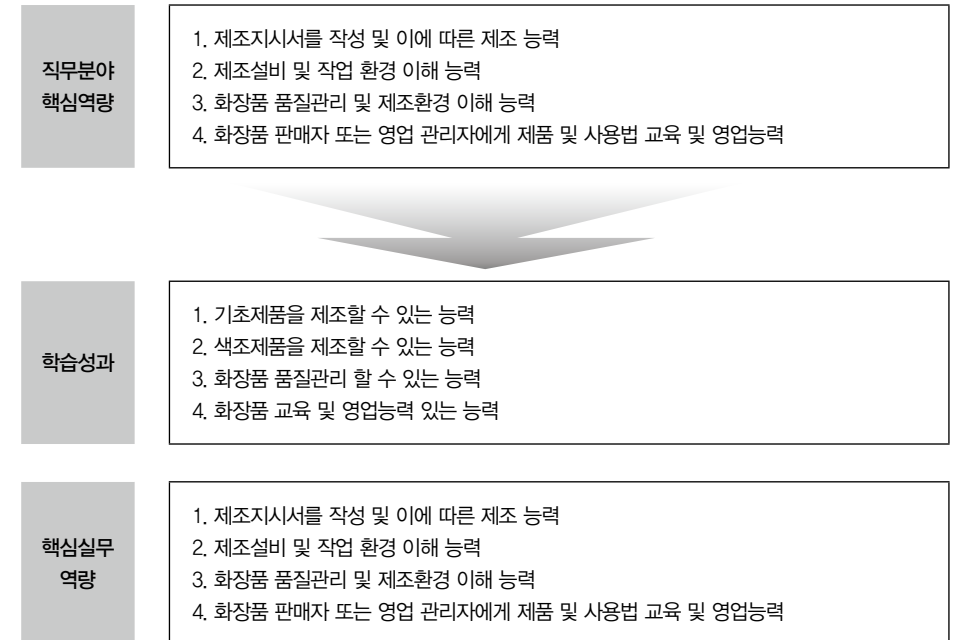 직무분야
핵심역량
1. 제조지시서를 작성 및 이에 따른 제조 능력
2. 제조설비 및 작업 환경 이해 능력
3. 화장품 품질관리 및 제조환경 이해 능력
4. 화장품 판매자 또는 영업 관리자에게 제품 및 사용법 교육 및 영업능력
학습성과
1. 기초제품을 제조할 수 있는 능력
2. 색조제품을 제조할 수 있는 능력
3. 화장품 품질관리 할 수 있는 능력
4. 화장품 교육 및 영업능력 있는 능력
핵심실무
역량
1. 제조지시서를 작성 및 이에 따른 제조 능력
2. 제조설비 및 작업 환경 이해 능력
3. 화장품 품질관리 및 제조환경 이해 능력
4. 화장품 판매자 또는 영업 관리자에게 제품 및 사용법 교육 및 영업능력